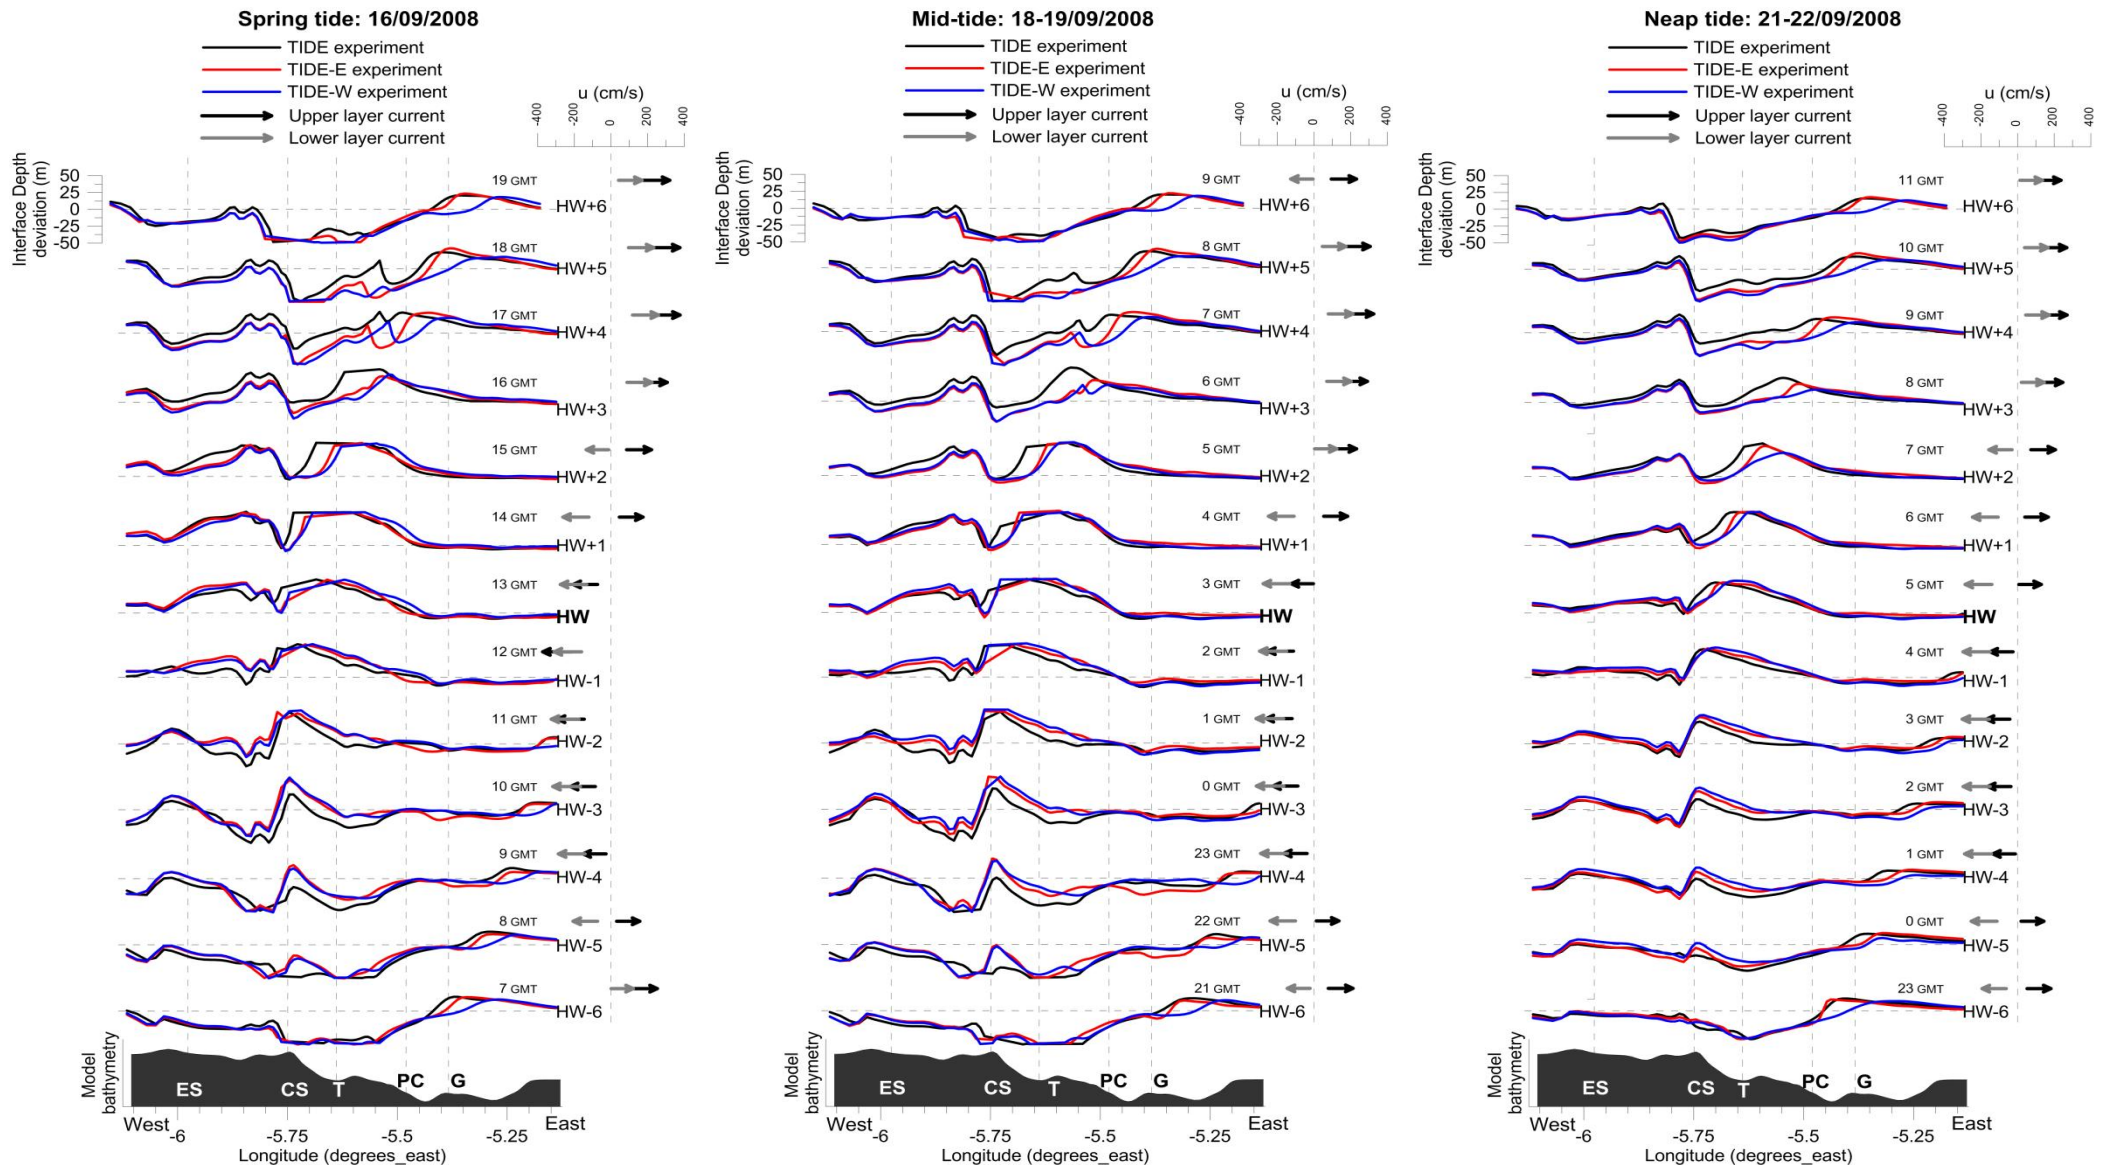 Spring tide: 16/09/2008
TIDE experiment
TIDE-E experiment
TIDE-W experiment
Upper layer current
Lower layer current
u (cm/s)
-400
-200
0
200
400
Interface Depth
deviation (m)
50
25
0
-25
-50
19 GMT
HW+6
18 GMT
HW+5
17 GMT
HW+4
16 GMT
HW+3
15 GMT
HW+2
14 GMT
HW+1
13 GMT
HW
12 GMT
HW-1
11 GMT
HW-2
10 GMT
HW-3
9 GMT
HW-4
8 GMT
HW-5
7 GMT
HW-6
Model
bathymetry
ES
CS
T
PC
G
West
East
-6
-5.75
-5.5
-5.25
Longitude (degrees_east)
Mid-tide: 18-19/09/2008
TIDE experiment
TIDE-E experiment
TIDE-W experiment
Upper layer current
Lower layer current
u (cm/s)
-400
-200
0
200
400
Interface Depth
deviation (m)
50
25
0
-25
-50
9 GMT
HW+6
8 GMT
HW+5
7 GMT
HW+4
6 GMT
HW+3
5 GMT
HW+2
4 GMT
HW+1
3 GMT
HW
2 GMT
HW-1
1 GMT
HW-2
0 GMT
HW-3
23 GMT
HW-4
22 GMT
HW-5
21 GMT
HW-6
Model
bathymetry
ES
CS
T
PC
G
West
East
-6
-5.75
-5.5
-5.25
Longitude (degrees_east)
Neap tide: 21-22/09/2008
TIDE experiment
TIDE-E experiment
TIDE-W experiment
Upper layer current
Lower layer current
u (cm/s)
-400
-200
0
200
400
Interface Depth
deviation (m)
50
25
0
-25
-50
11 GMT
HW+6
10 GMT
HW+5
9 GMT
HW+4
8 GMT
HW+3
7 GMT
HW+2
6 GMT
HW+1
5 GMT
HW
4 GMT
HW-1
3 GMT
HW-2
2 GMT
HW-3
1 GMT
HW-4
0 GMT
HW-5
23 GMT
HW-6
Model
bathymetry
ES
CS
T
PC
G
West
East
-6
-5.75
-5.5
-5.25
Longitude (degrees_east)